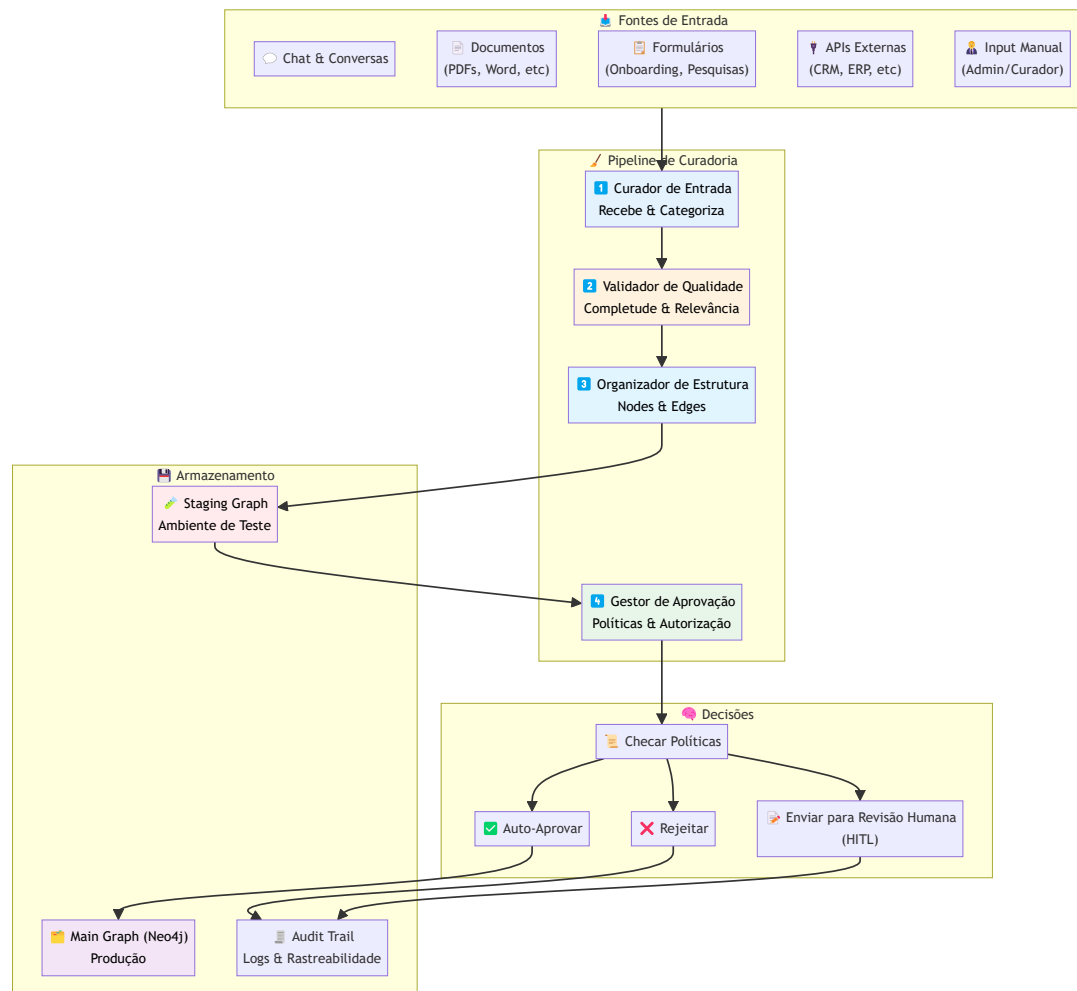 📥 Fontes de Entrada
💬 Chat & Conversas
📄 Documentos
(PDFs, Word, etc)
📋 Formulários
(Onboarding, Pesquisas)
🔌 APIs Externas
(CRM, ERP, etc)
👨‍💼 Input Manual
(Admin/Curador)
🧹 Pipeline de Curadoria
1️⃣ Curador de Entrada
Recebe & Categoriza
2️⃣ Validador de Qualidade
Completude & Relevância
3️⃣ Organizador de Estrutura
Nodes & Edges
💾 Armazenamento
🧪 Staging Graph
Ambiente de Teste
4️⃣ Gestor de Aprovação
Políticas & Autorização
🧠 Decisões
📜 Checar Políticas
✅ Auto-Aprovar
❌ Rejeitar
📝 Enviar para Revisão Humana
(HITL)
🗂️ Main Graph (Neo4j)
Produção
🧾 Audit Trail
Logs & Rastreabilidade